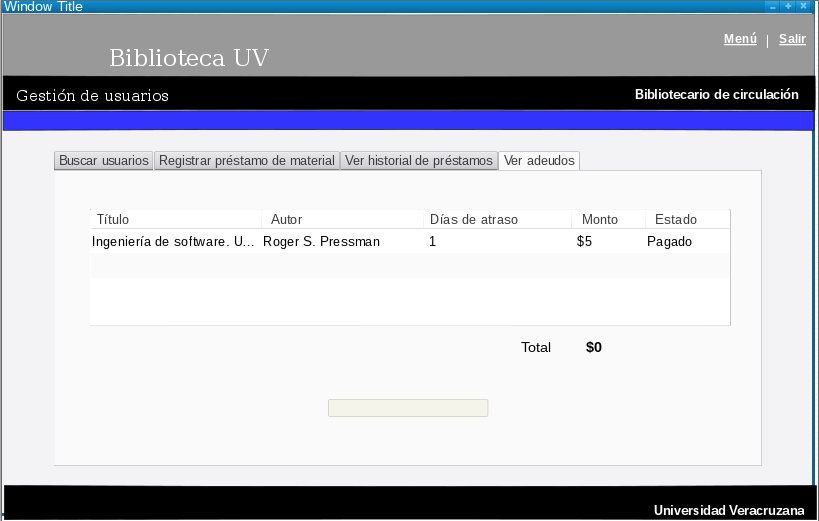 Window Title
Menú | Salir
Biblioteca UV
Gestión de usuarios
Bibliotecario de circulación
Buscar usuarios
Registrar préstamo de material
Ver historial de préstamos
Ver adeudos
Título Autor Días de atraso Monto Estado
Ingeniería de software. U... Roger S. Pressman 1 $5 Pagado
Total $0
Universidad Veracruzana